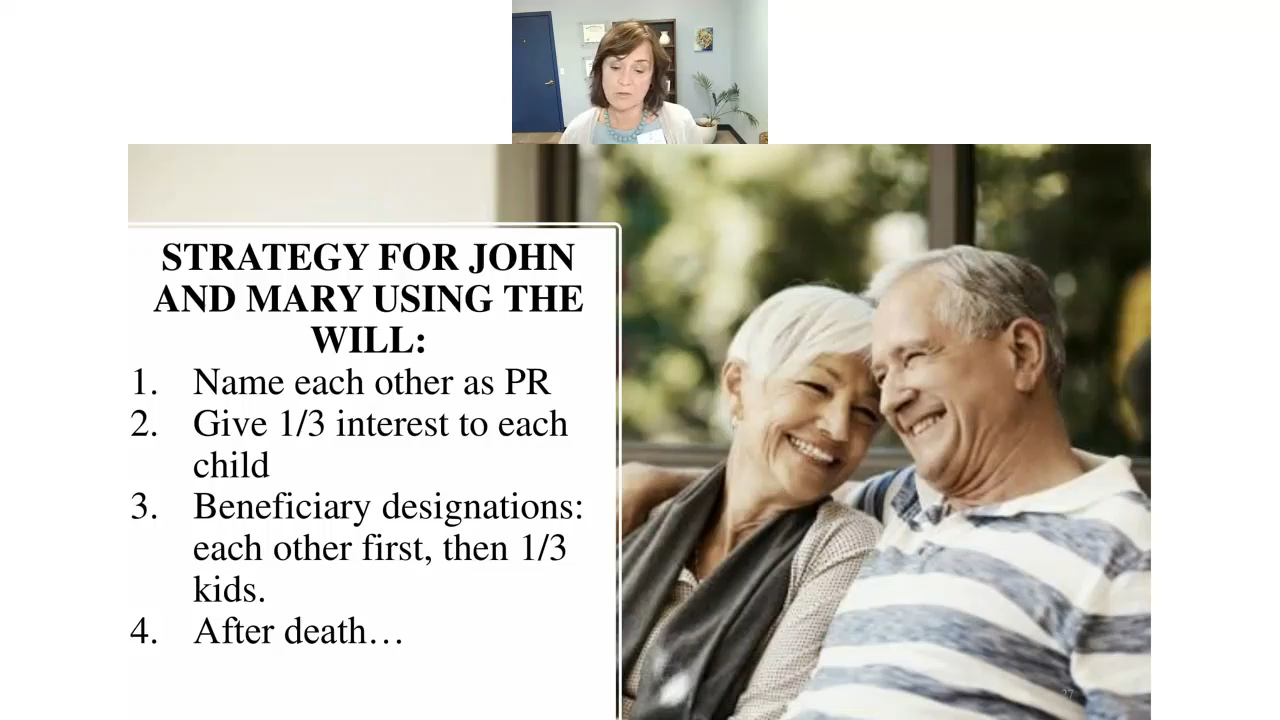 STRATEGY FOR JOHN
AND MARY USING THE
WILL:
1. Name each other as PR
2. Give 1/3 interest to each
child
3. Beneficiary designations:
each other first, then 1/3
kids.
4. After death…
27